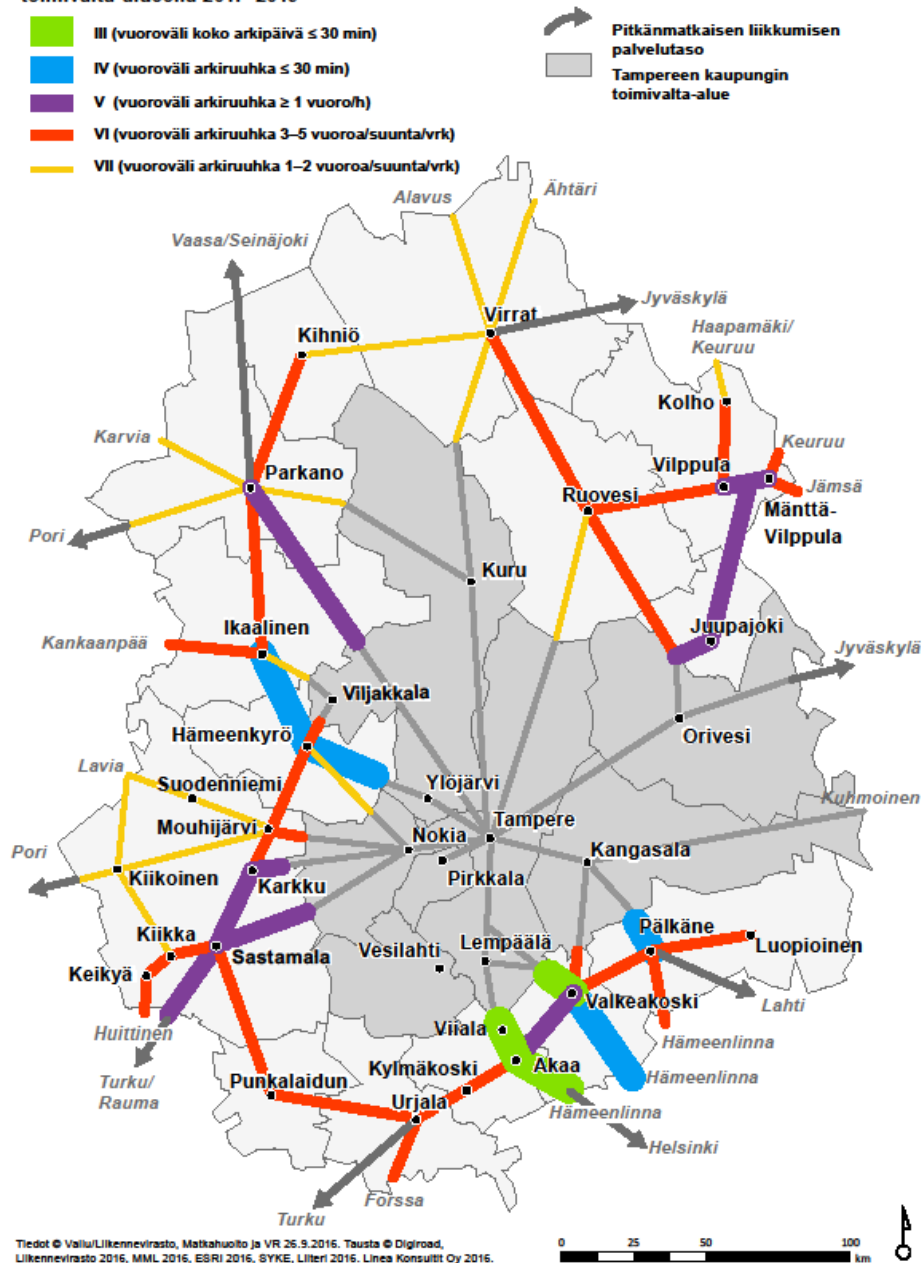 III (vuoroväli koko arkipäivä ≤ 30 min)
IV (vuoroväli arkiruuhka ≤ 30 min)
V (vuoroväli arkiruuhka ≥ 1 vuoro/h)
VI (vuoroväli arkiruuhka 3–5 vuoroa/suunta/vrk)
VII (vuoroväli arkiruuhka 1–2 vuoroa/suunta/vrk)
Pitkänmatkaisen liikkumisen
palvelutaso
Tampereen kaupungin
toimivalta-alue
Alavus
Ähtäri
Vaasa/Seinäjoki
Jyväskylä
Virrat
Kihniö
Haapamäki/
Keuruu
Kolho
Karvia
Keuruu
Parkano
Vilppula
Jämsä
Ruovesi
Mänttä-
Vilppula
Pori
Kuru
Ikaalinen
Juupajoki
Kankaanpää
Jyväskylä
Viljakkala
Hämeenkyrö
Orivesi
Lavia
Suodenniemi
Ylöjärvi
Kuhmoinen
Mouhijärvi
Tampere
Nokia
Kangasala
Pori
Kiikoinen
Karkku
Pirkkala
Kiikka
Pälkäne
Sastamala
Vesilahti
Lempäälä
Luopioinen
Keikyä
Valkeakoski
Lahti
Huittinen
Viiala
Hämeenlinna
Turku/
Rauma
Punkalaidun
Kylmäkoski
Akaa
Hämeenlinna
Urjala
Hämeenlinna
Helsinki
Forssa
Turku
Tiedot © Vallu/Liikennevirasto, Matkahuolto ja VR 26.9.2016. Tausta © Digiroad,
Liikennevirasto 2016, MML 2016, ESRI 2016, SYKE, Liiteri 2016. Linea Konsultit Oy 2016.
0 25 50 100
km